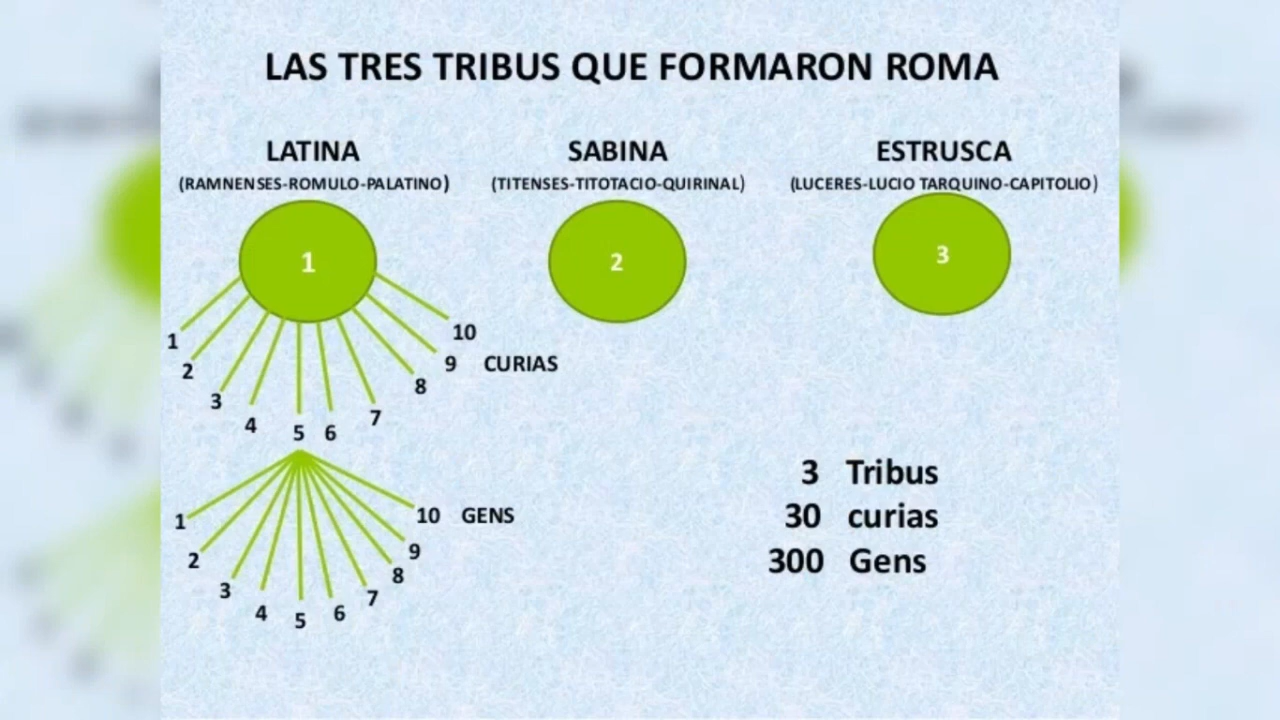 LAS TRES TRIBUS QUE FORMARON ROMA
LATINA
(RAMNENSES-ROMULO-PALATINO)
SABINA
(TITENSES-TITOTACIO-QUIRINAL)
ESTRUSCA
(LUCERES-LUCIO TARQUINO-CAPITOLIO)
1
2
3
1
2
3
4
5
6
7
8
9
10
CURIAS
1
2
3
4
5
6
7
8
9
10
GENS
3 Tribus
30 curias
300 Gens